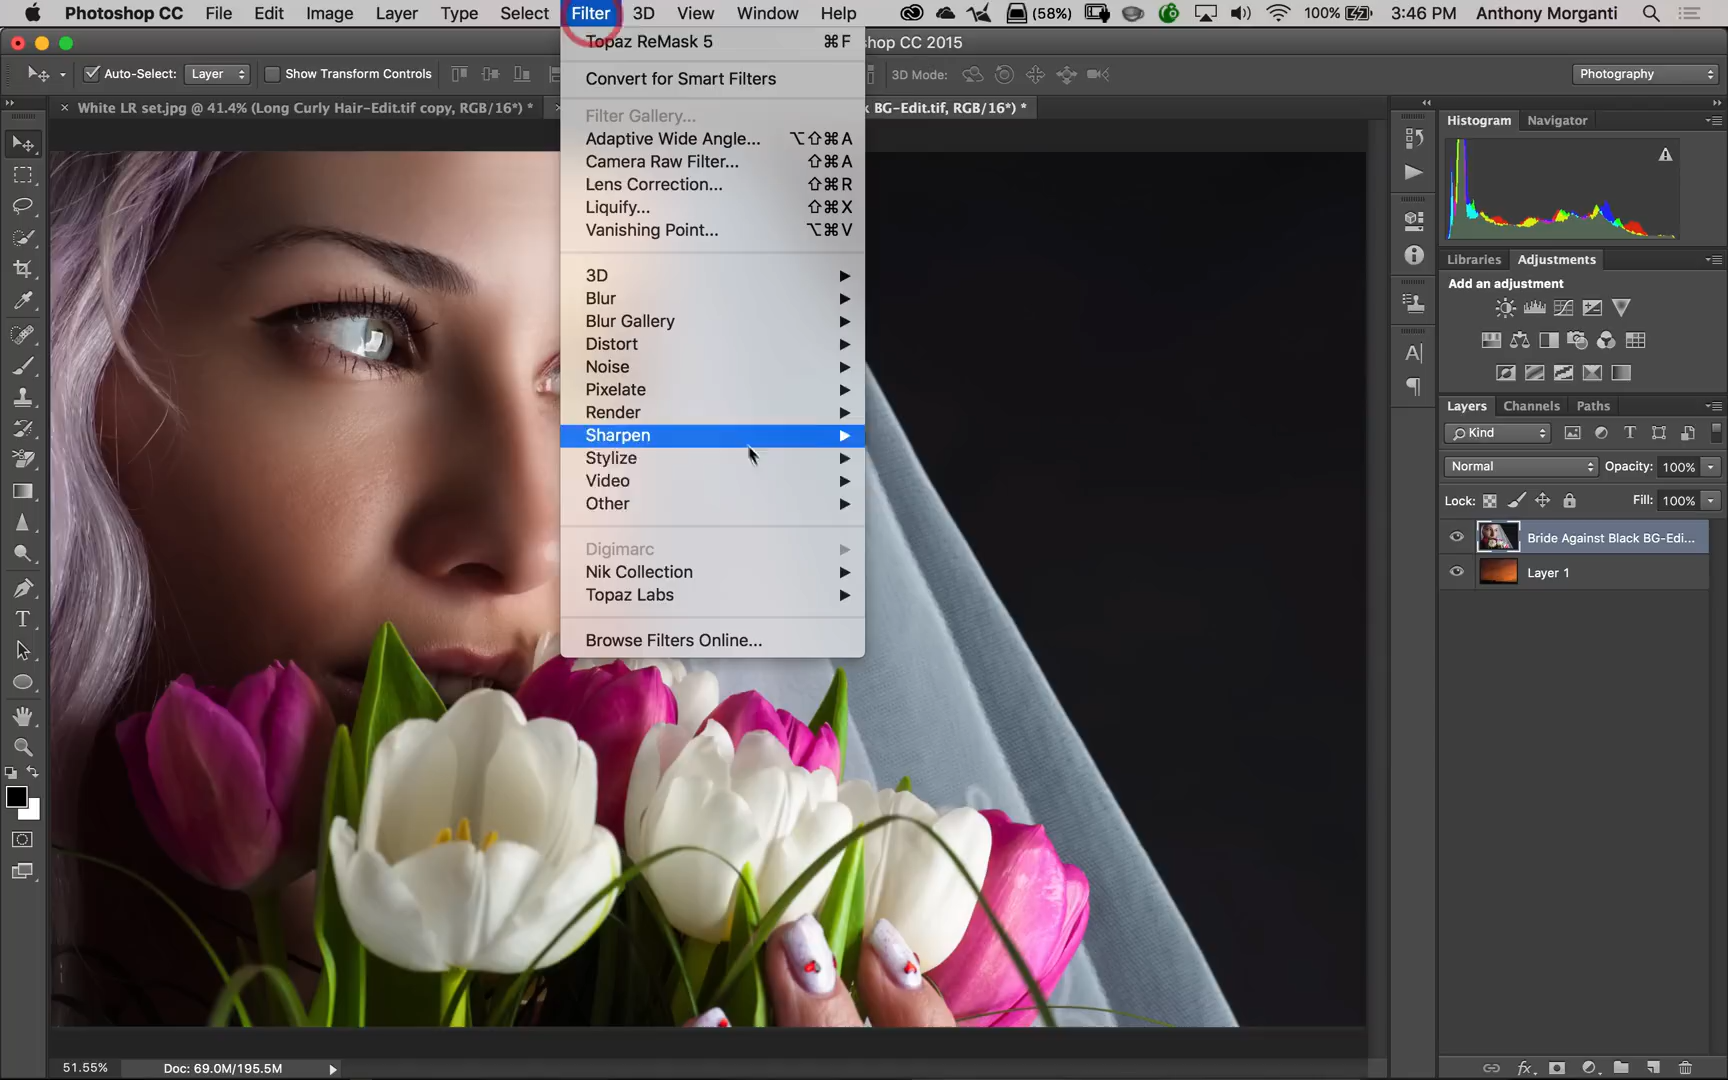 Photoshop CC File Edit Image Layer Type Select Filter 3D View Window Help (58%) 100% 3:46 PM Anthony Morganti
shop CC 2015
Auto-Select: Layer Show Transform Controls 3D Mode: Photography
× White LR set.jpg @ 41.4% (Long Curly Hair-Edit.tif copy, RGB/16*) * × BG-Edit.tif, RGB/16*) *
Topaz ReMask 5 ⌘F
Convert for Smart Filters
Filter Gallery...
Adaptive Wide Angle... ⌥⇧⌘A
Camera Raw Filter... ⇧⌘A
Lens Correction... ⇧⌘R
Liquify... ⇧⌘X
Vanishing Point... ⌥⌘V
3D
Blur
Blur Gallery
Distort
Noise
Pixelate
Render
Sharpen
Stylize
Video
Other
Digimarc
Nik Collection
Topaz Labs
Browse Filters Online...
Histogram Navigator
Libraries Adjustments
Add an adjustment
Layers Channels Paths
Kind
Normal Opacity: 100%
Lock: Fill: 100%
Bride Against Black BG-Edi...
Layer 1
51.55% Doc: 69.0M/195.5M